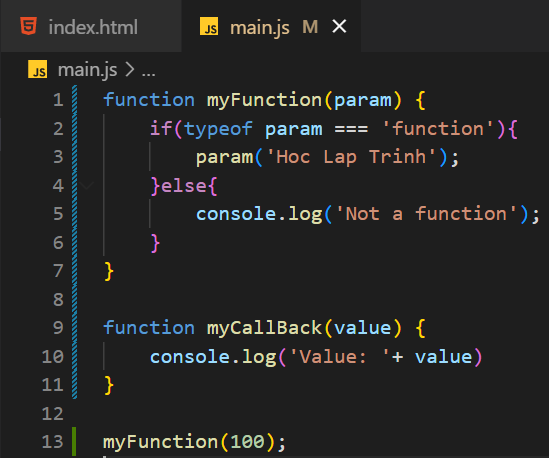 index.html
JS main.js M
JS main.js > ...
1 function myFunction(param) {
2     if(typeof param === 'function'){
3         param('Hoc Lap Trinh');
4     }else{
5         console.log('Not a function');
6     }
7 }
8
9 function myCallBack(value) {
10     console.log('Value: '+ value)
11 }
12
13 myFunction(100);